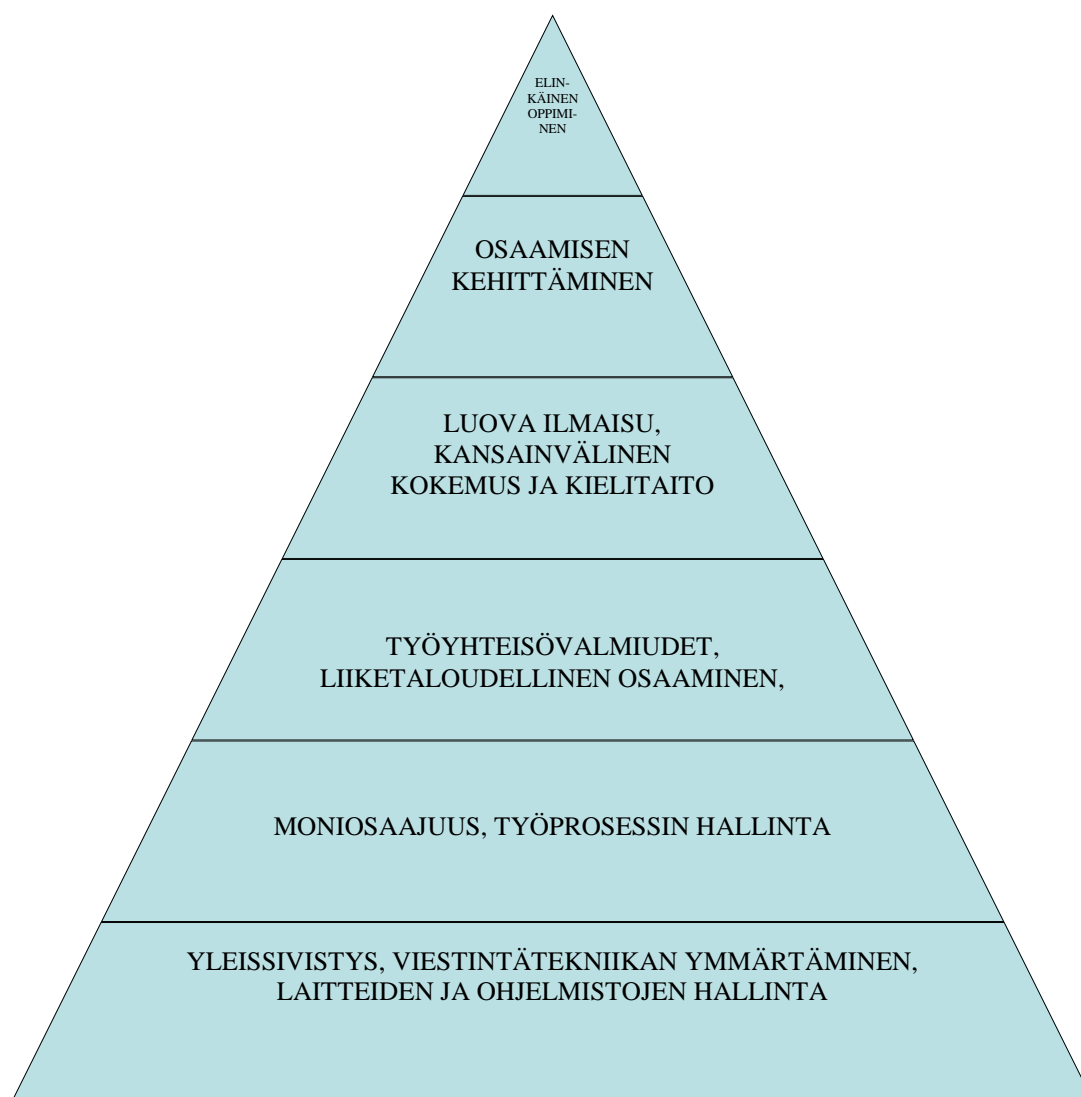 ELIN-
KÄINEN
OPPIMI-
NEN
OSAAMISEN
KEHITTÄMINEN
LUOVA ILMAISU,
KANSAINVÄLINEN
KOKEMUS JA KIELITAITO
TYÖYHTEISÖVALMIUDET,
LIIKETALOUDELLINEN OSAAMINEN,
MONIOSAAJUUS, TYÖPROSESSIN HALLINTA
YLEISSIVISTYS, VIESTINTÄTEKNIIKAN YMMÄRTÄMINEN,
LAITTEIDEN JA OHJELMISTOJEN HALLINTA